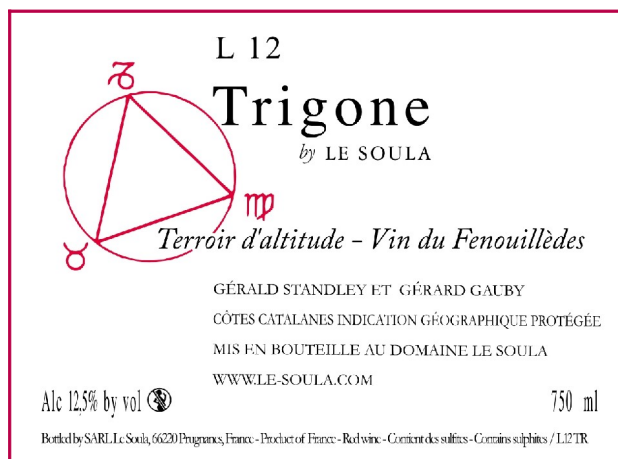 L 12
Trigone
by LE SOULA
Terroir d'altitude - Vin du Fenouillèdes
GÉRALD STANDLEY ET GÉRARD GAUBY
CÔTES CATALANES INDICATION GÉOGRAPHIQUE PROTÉGÉE
MIS EN BOUTEILLE AU DOMAINE LE SOULA
WWW.LE-SOULA.COM
Alc 12,5% by vol
750 ml
Bottled by SARL Le Soula, 66220 Prugnanes, France - Product of France - Red wine - Contient des sulfites - Contains sulphites / L12TR